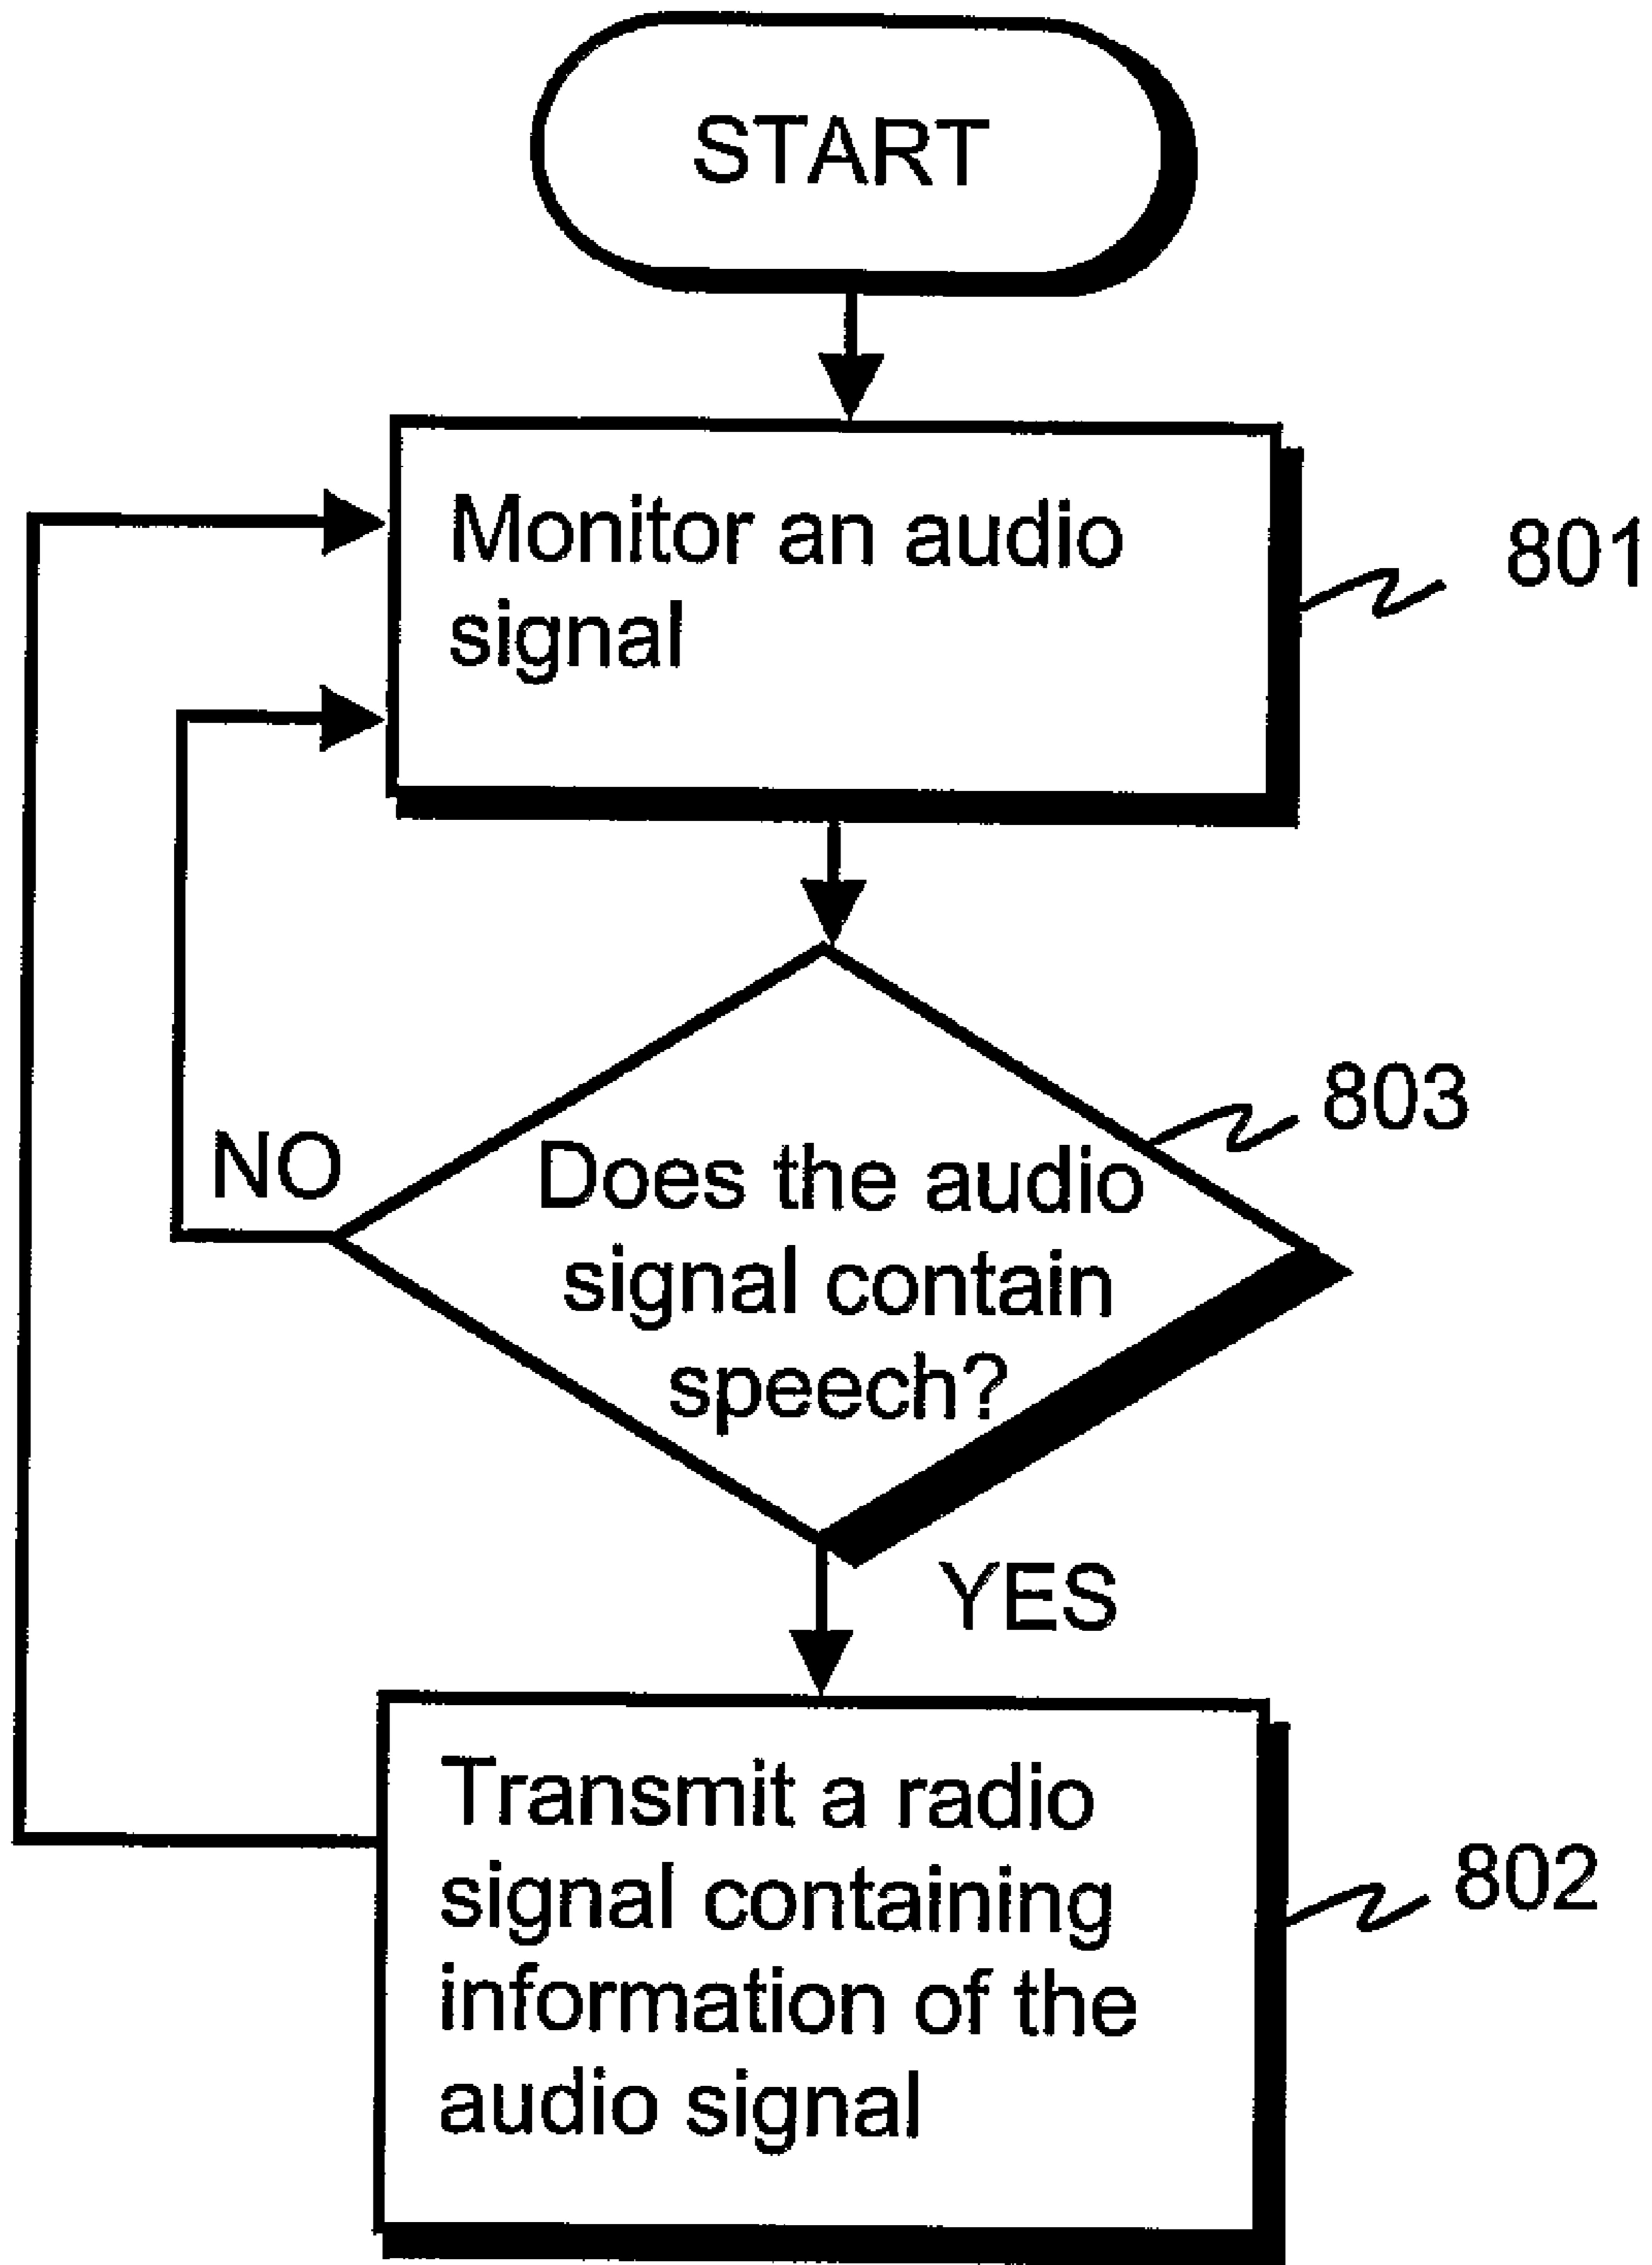 START
Monitor an audio
signal
801
803
NO
Does the audio
signal contain
speech?
YES
Transmit a radio
signal containing
information of the
audio signal
802